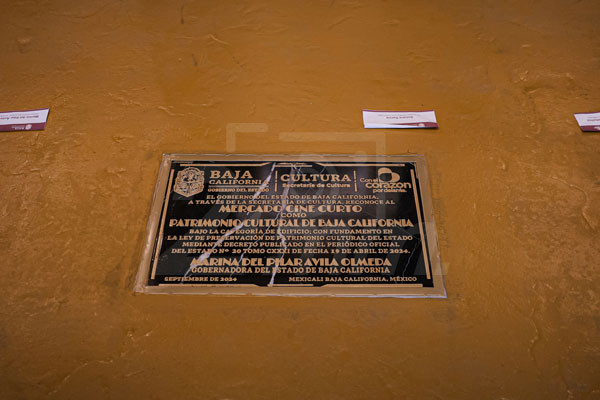 BAJA
CALIFORNIA
GOBIERNO DEL ESTADO
CULTURA
Secretaría de Cultura
Con el
corazón
por delante.
EL GOBIERNO DEL ESTADO DE BAJA CALIFORNIA,
A TRAVÉS DE LA SECRETARÍA DE CULTURA, RECONOCE AL
MERCADO CINE CURTO
COMO
PATRIMONIO CULTURAL DE BAJA CALIFORNIA
BAJO LA CATEGORÍA DE EDIFICIO; CON FUNDAMENTO EN
LA LEY DE PRESERVACIÓN DE PATRIMONIO CULTURAL DEL ESTADO
MEDIANTE DECRETO PUBLICADO EN EL PERIÓDICO OFICIAL
DEL ESTADO Nº 20 TOMO CXXXI DE FECHA 19 DE ABRIL DE 2024.
MARINA DEL PILAR AVILA OLMEDA
GOBERNADORA DEL ESTADO DE BAJA CALIFORNIA
SEPTIEMBRE DE 2024
MEXICALI BAJA CALIFORNIA, MÉXICO